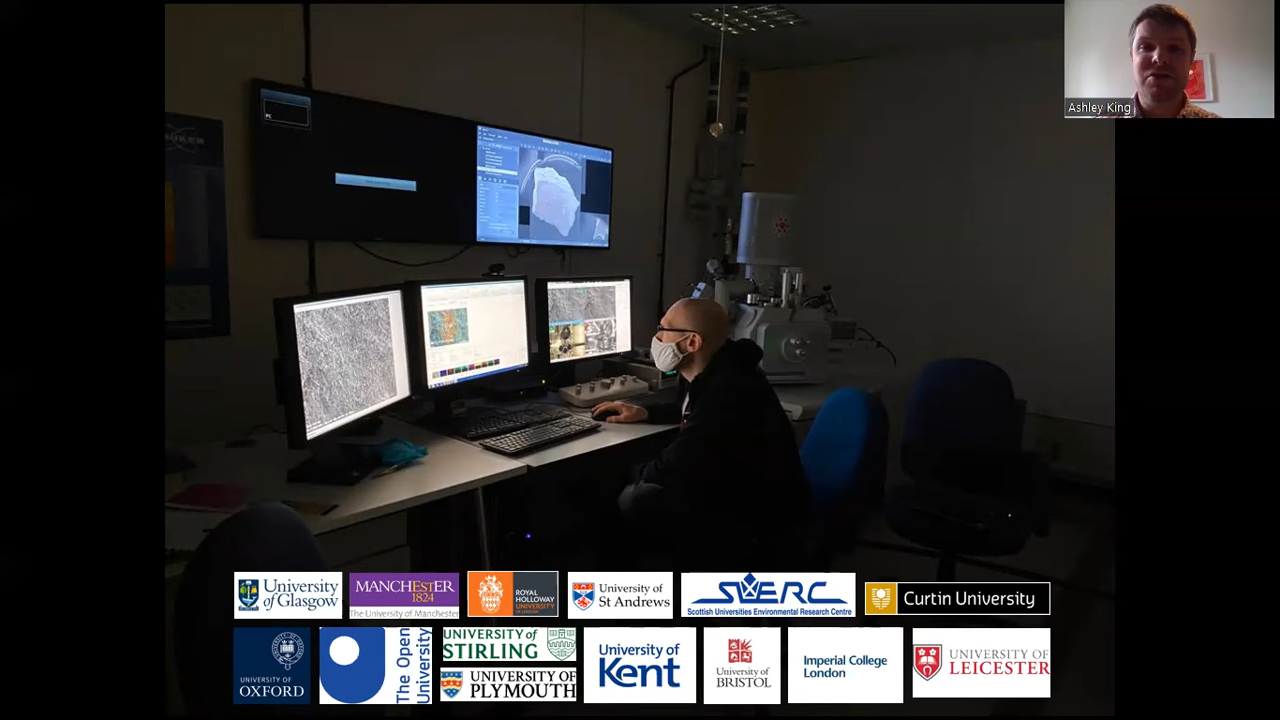 Ashley King
University
of Glasgow
MANCHESTER
1824
The University of Manchester
ROYAL
HOLLOWAY
UNIVERSITY
OF LONDON
University of
St Andrews
SUERC
Scottish Universities Environmental Research Centre
Curtin University
UNIVERSITY OF
OXFORD
The Open
University
UNIVERSITY of
STIRLING
UNIVERSITY OF
PLYMOUTH
University of
Kent
University of
BRISTOL
Imperial College
London
UNIVERSITY OF
LEICESTER